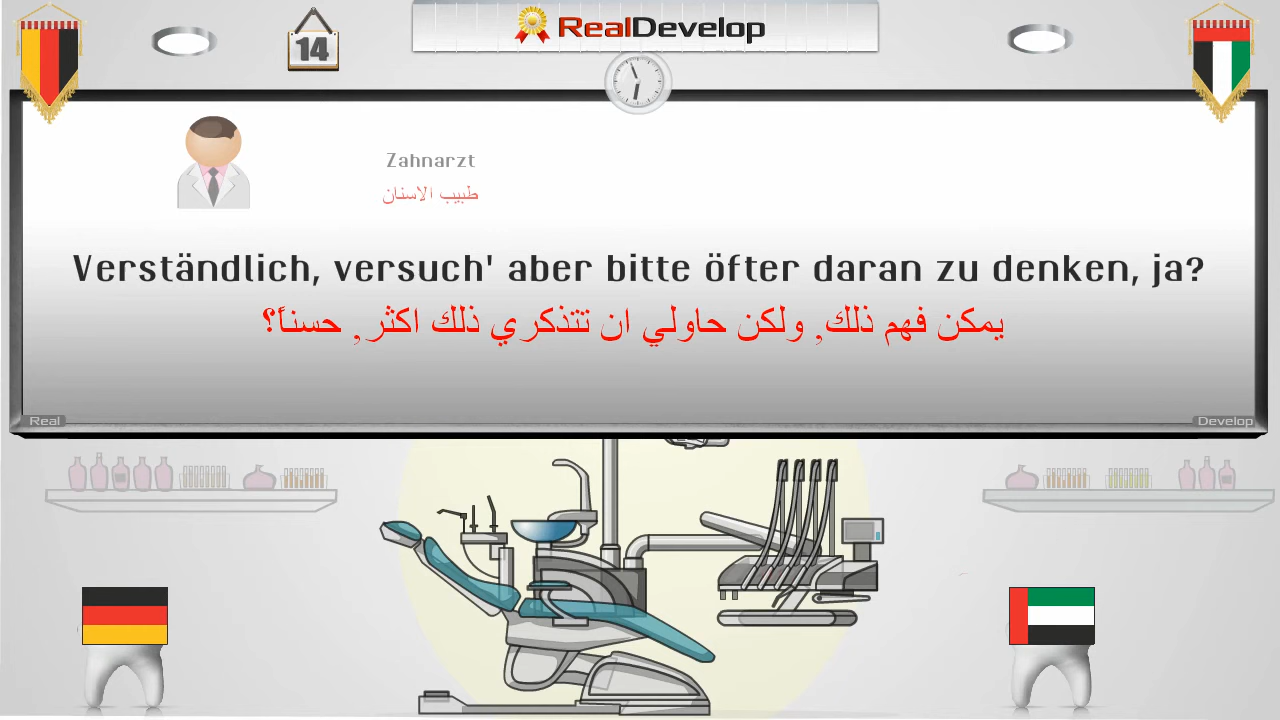 14
RealDevelop
Zahnarzt
طبيب الاسنان
Verständlich, versuch' aber bitte öfter daran zu denken, ja?
يمكن فهم ذلك, ولكن حاولي ان تتذكري ذلك اكثر, حسناً؟
Real
Develop